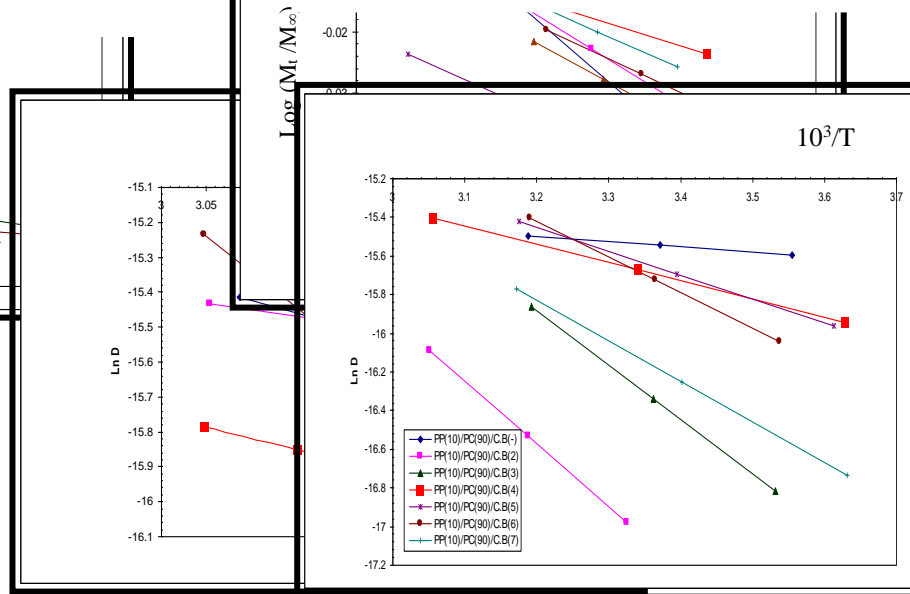 -0.02
Log (Mt /M∞)
10³/T
-15.1
3 3.05
-15.3
-15.4
-15.5
-15.6
-15.7
-15.8
-15.9
-16
-16.1
Ln D
-15.2
3 3.1 3.2 3.3 3.4 3.5 3.6 3.7
-15.4
-15.6
-15.8
-16
-16.2
-16.4
-16.6
-16.8
-17
-17.2
Ln D
PP(10)/PC(90)/C.B(-)
PP(10)/PC(90)/C.B(2)
PP(10)/PC(90)/C.B(3)
PP(10)/PC(90)/C.B(4)
PP(10)/PC(90)/C.B(5)
PP(10)/PC(90)/C.B(6)
PP(10)/PC(90)/C.B(7)